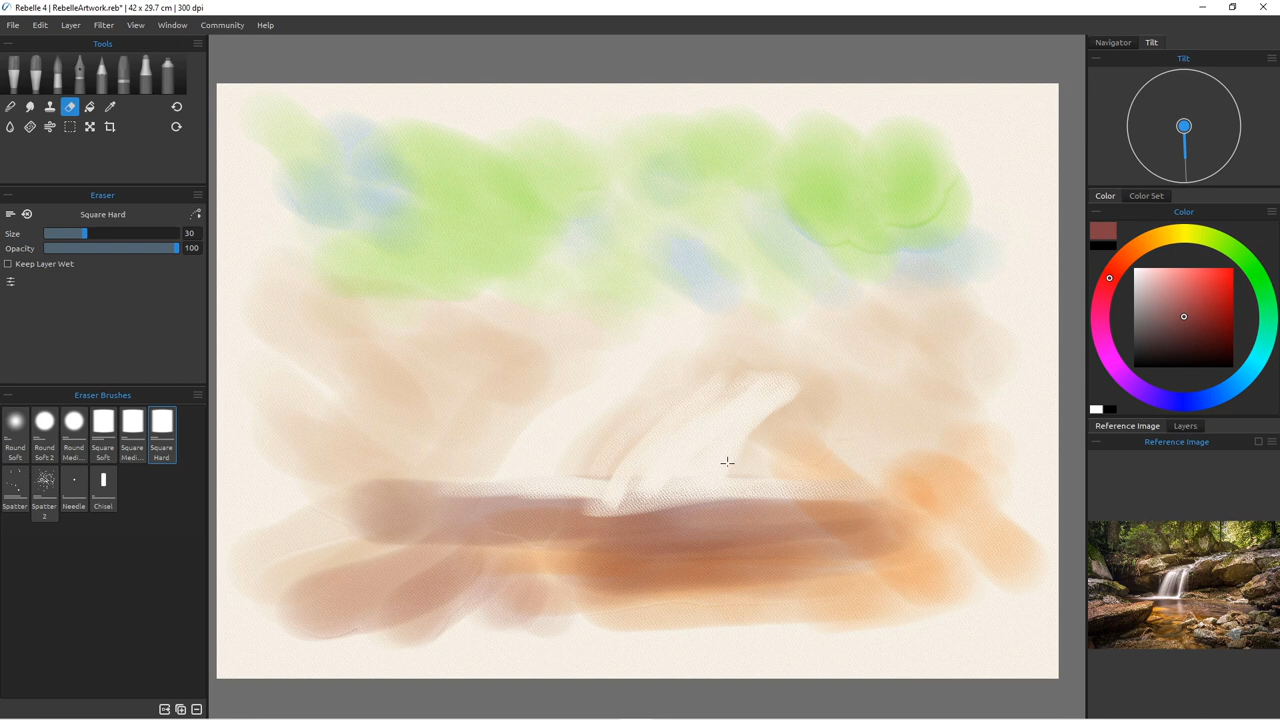 Rebelle 4 | RebelleArtwork.reb* | 42 x 29.7 cm | 300 dpi
File Edit Layer Filter View Window Community Help
Tools
Navigator Tilt
Tilt
Eraser
Square Hard
Size 30
Opacity 100
Keep Layer Wet
Color Color Set
Color
Eraser Brushes
Round Soft
Round Soft 2
Round Medi...
Square Soft
Square Medi...
Square Hard
Spatter
Spatter 2
Needle
Chisel
Reference Image Layers
Reference Image